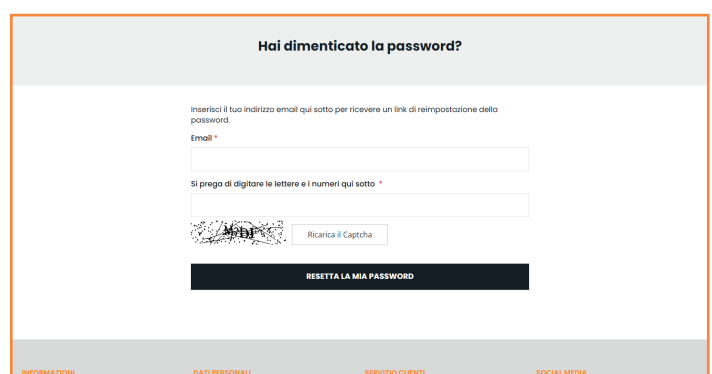 Hai dimenticato la password?
Inserisci il tuo indirizzo email qui sotto per ricevere un link di reimpostazione della
password.
Email *
Si prega di digitare le lettere e i numeri qui sotto *
Ricarica il Captcha
RESETTA LA MIA PASSWORD
INFORMAZIONI DATI PERSONALI SERVIZIO CLIENTI SOCIAL MEDIA